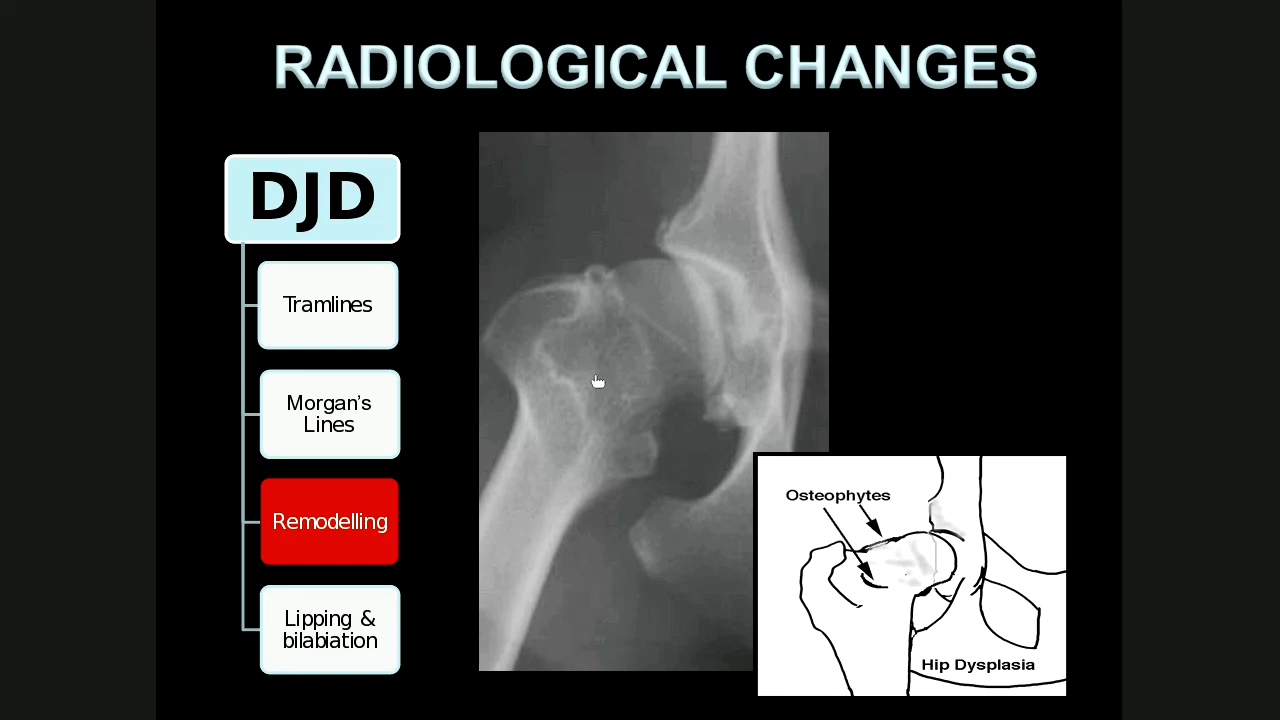 RADIOLOGICAL CHANGES
DJD
Tramlines
Morgan's
Lines
Remodelling
Lipping &
bilabiation
Osteophytes
Hip Dysplasia